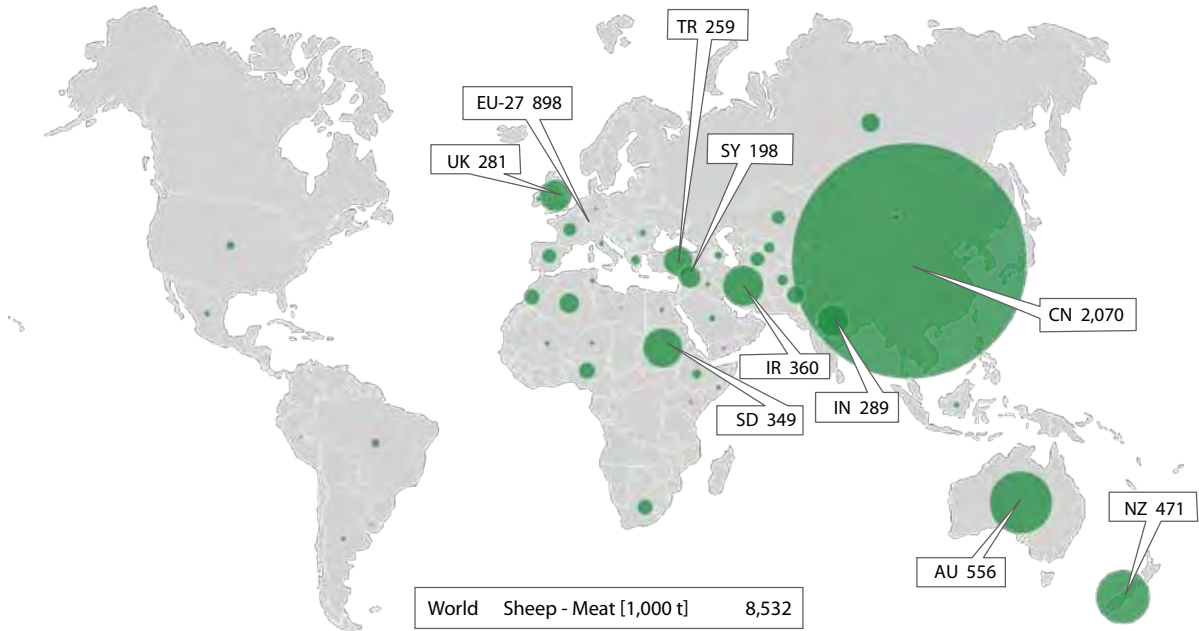 TR 259
EU-27 898
SY 198
UK 281
CN 2,070
IR 360
IN 289
SD 349
NZ 471
AU 556
World Sheep - Meat [1,000 t] 8,532